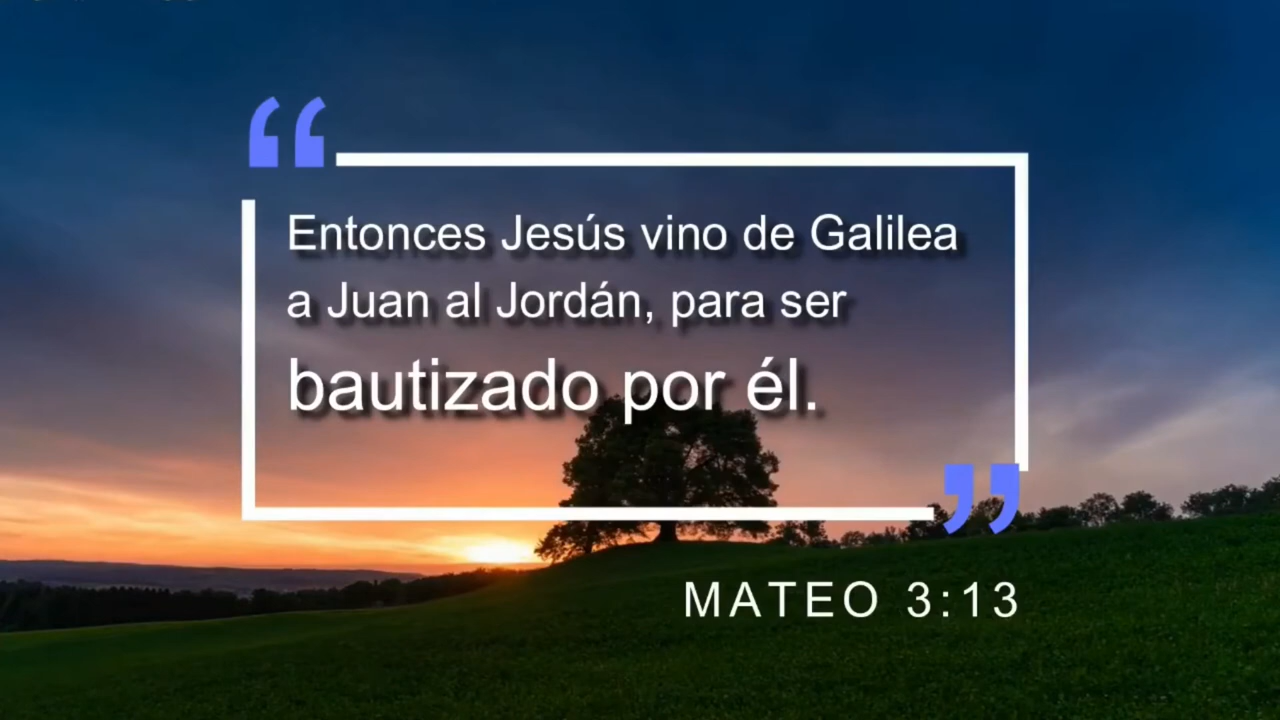 “
Entonces Jesús vino de Galilea
a Juan al Jordán, para ser
bautizado por él.
”
MATEO 3:13